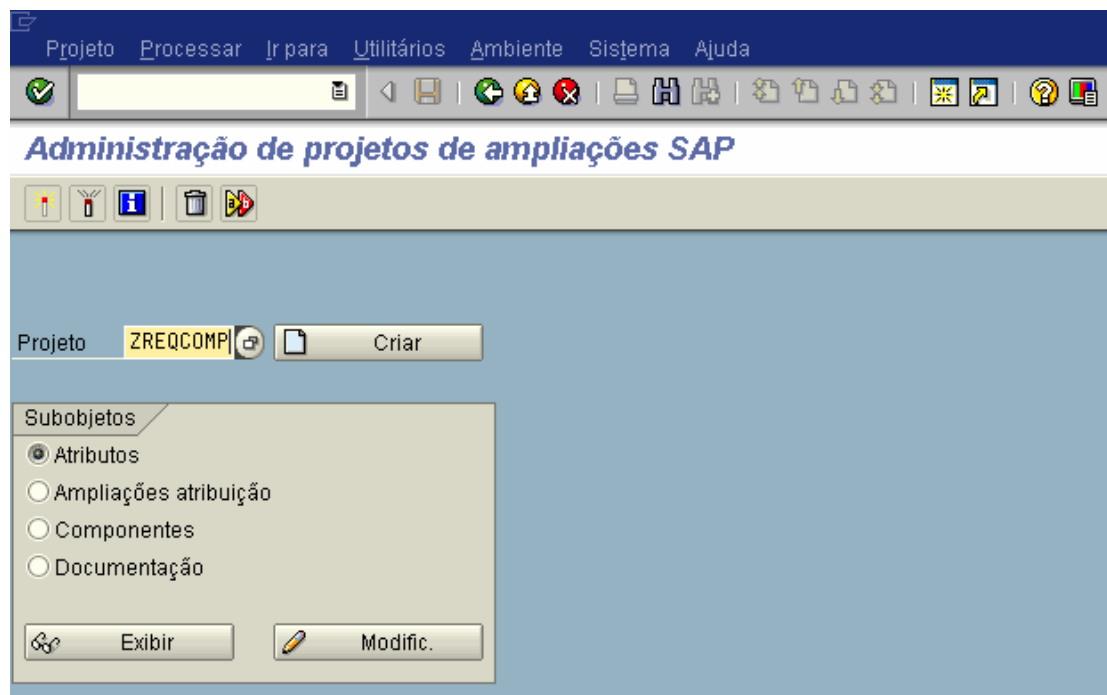 Projeto Processar Ir para Utilitários Ambiente Sistema Ajuda
Administração de projetos de ampliações SAP
Projeto ZREQCOMP Criar
Subobjetos
Atributos
Ampliações atribuição
Componentes
Documentação
Exibir Modific.